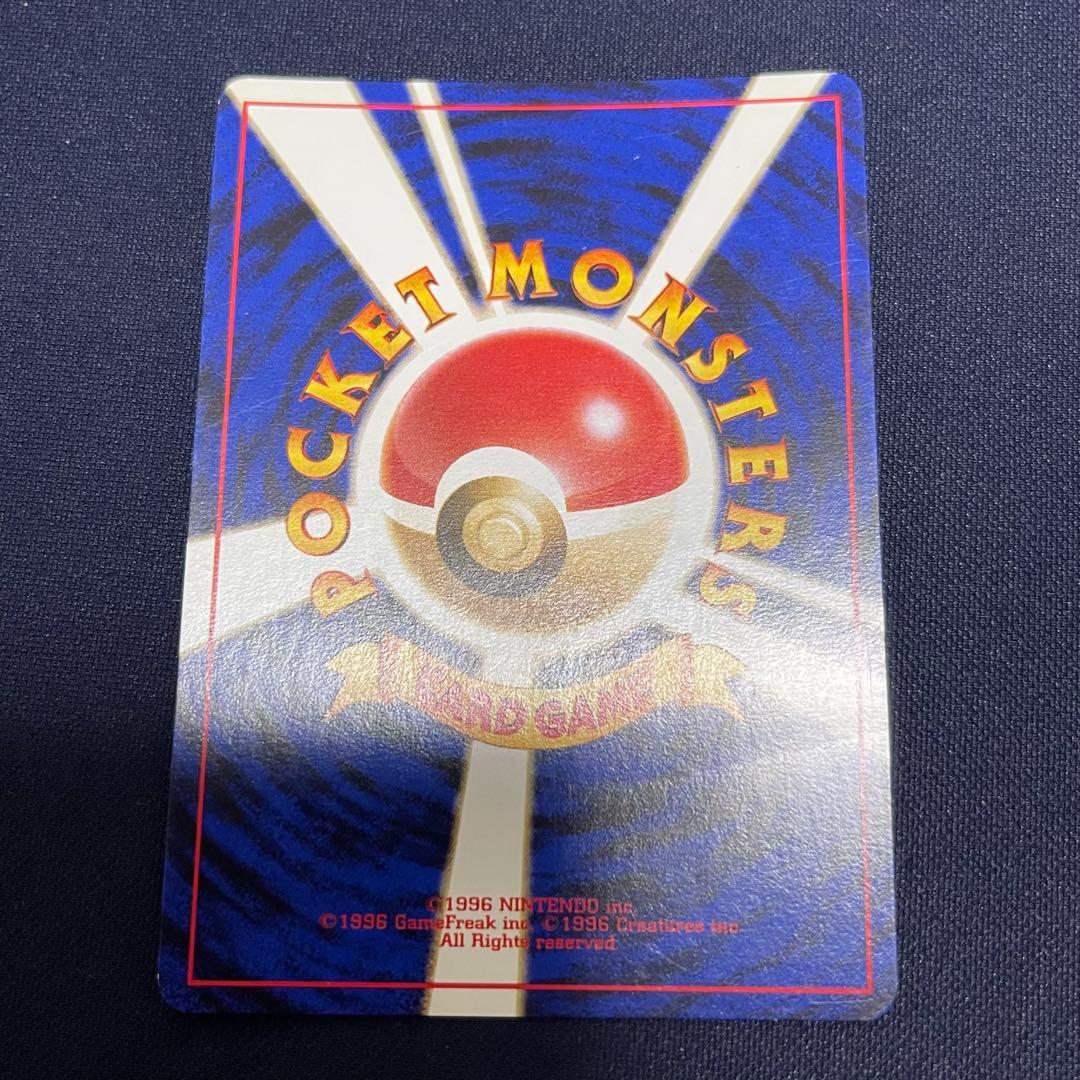 POCKET MONSTERS
CARD GAME
©1996 NINTENDO inc.
©1996 GameFreak inc. ©1996 Creatures inc.
All Rights reserved.